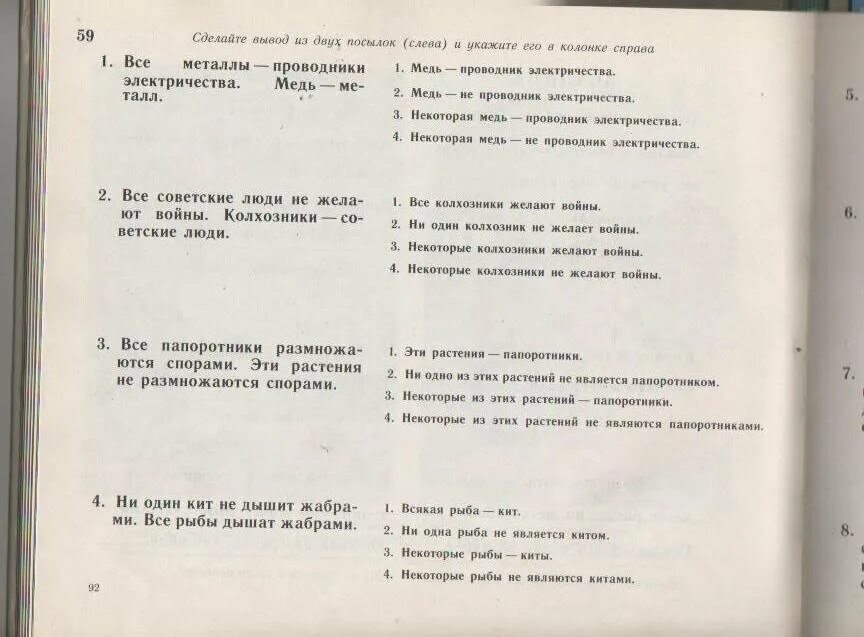 59
Сделайте вывод из двух посылок (слева) и укажите его в колонке справа
1. Все металлы — проводники
электричества. Медь — ме-
талл.
1. Медь — проводник электричества.
2. Медь — не проводник электричества.
3. Некоторая медь — проводник электричества.
4. Некоторая медь — не проводник электричества.
2. Все советские люди не жела-
ют войны. Колхозники — со-
ветские люди.
1. Все колхозники желают войны.
2. Ни один колхозник не желает войны.
3. Некоторые колхозники желают войны.
4. Некоторые колхозники не желают войны.
3. Все папоротники размножа-
ются спорами. Эти растения
не размножаются спорами.
1. Эти растения — папоротники.
2. Ни одно из этих растений не является папоротником.
3. Некоторые из этих растений — папоротники.
4. Некоторые из этих растений не являются папоротниками.
4. Ни один кит не дышит жабра-
ми. Все рыбы дышат жабрами.
1. Всякая рыба — кит.
2. Ни одна рыба не является китом.
3. Некоторые рыбы — киты.
4. Некоторые рыбы не являются китами.
92
5.
6.
7.
8.